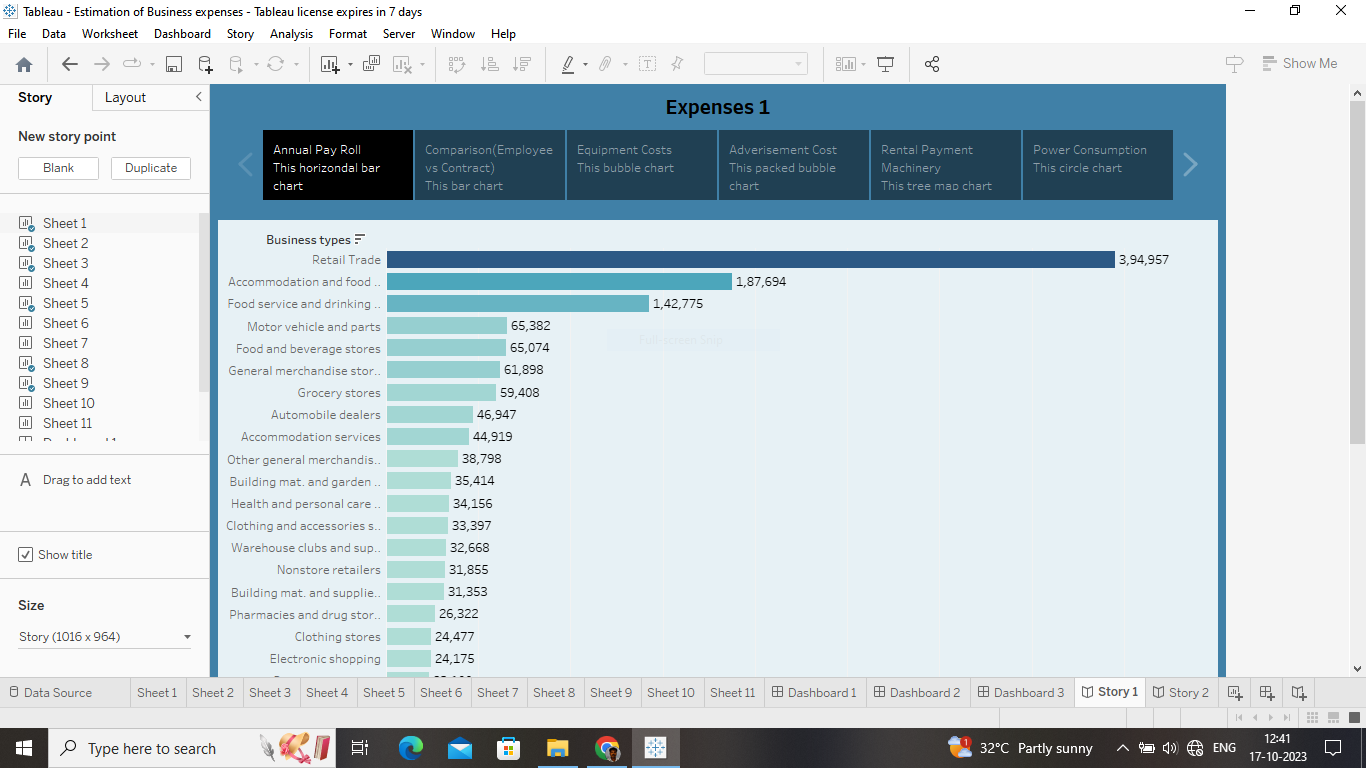 Tableau - Estimation of Business expenses - Tableau license expires in 7 days
File Data Worksheet Dashboard Story Analysis Format Server Window Help
Show Me
Story Layout
New story point
Blank Duplicate
Sheet 1
Sheet 2
Sheet 3
Sheet 4
Sheet 5
Sheet 6
Sheet 7
Sheet 8
Sheet 9
Sheet 10
Sheet 11
A Drag to add text
Show title
Size
Story (1016 x 964)
Expenses 1
Annual Pay Roll
This horizondal bar
chart
Comparison(Employee
vs Contract)
This bar chart
Equipment Costs
This bubble chart
Adverisement Cost
This packed bubble
chart
Rental Payment
Machinery
This tree map chart
Power Consumption
This circle chart
Business types
Retail Trade 3,94,957
Accommodation and food .. 1,87,694
Food service and drinking .. 1,42,775
Motor vehicle and parts 65,382
Food and beverage stores 65,074
General merchandise stor.. 61,898
Grocery stores 59,408
Automobile dealers 46,947
Accommodation services 44,919
Other general merchandis.. 38,798
Building mat. and garden .. 35,414
Health and personal care .. 34,156
Clothing and accessories s.. 33,397
Warehouse clubs and sup.. 32,668
Nonstore retailers 31,855
Building mat. and supplie.. 31,353
Pharmacies and drug stor.. 26,322
Clothing stores 24,477
Electronic shopping 24,175
Data Source Sheet 1 Sheet 2 Sheet 3 Sheet 4 Sheet 5 Sheet 6 Sheet 7 Sheet 8 Sheet 9 Sheet 10 Sheet 11 Dashboard 1 Dashboard 2 Dashboard 3 Story 1 Story 2
Type here to search
1
32°C Partly sunny
ENG
12:41
17-10-2023